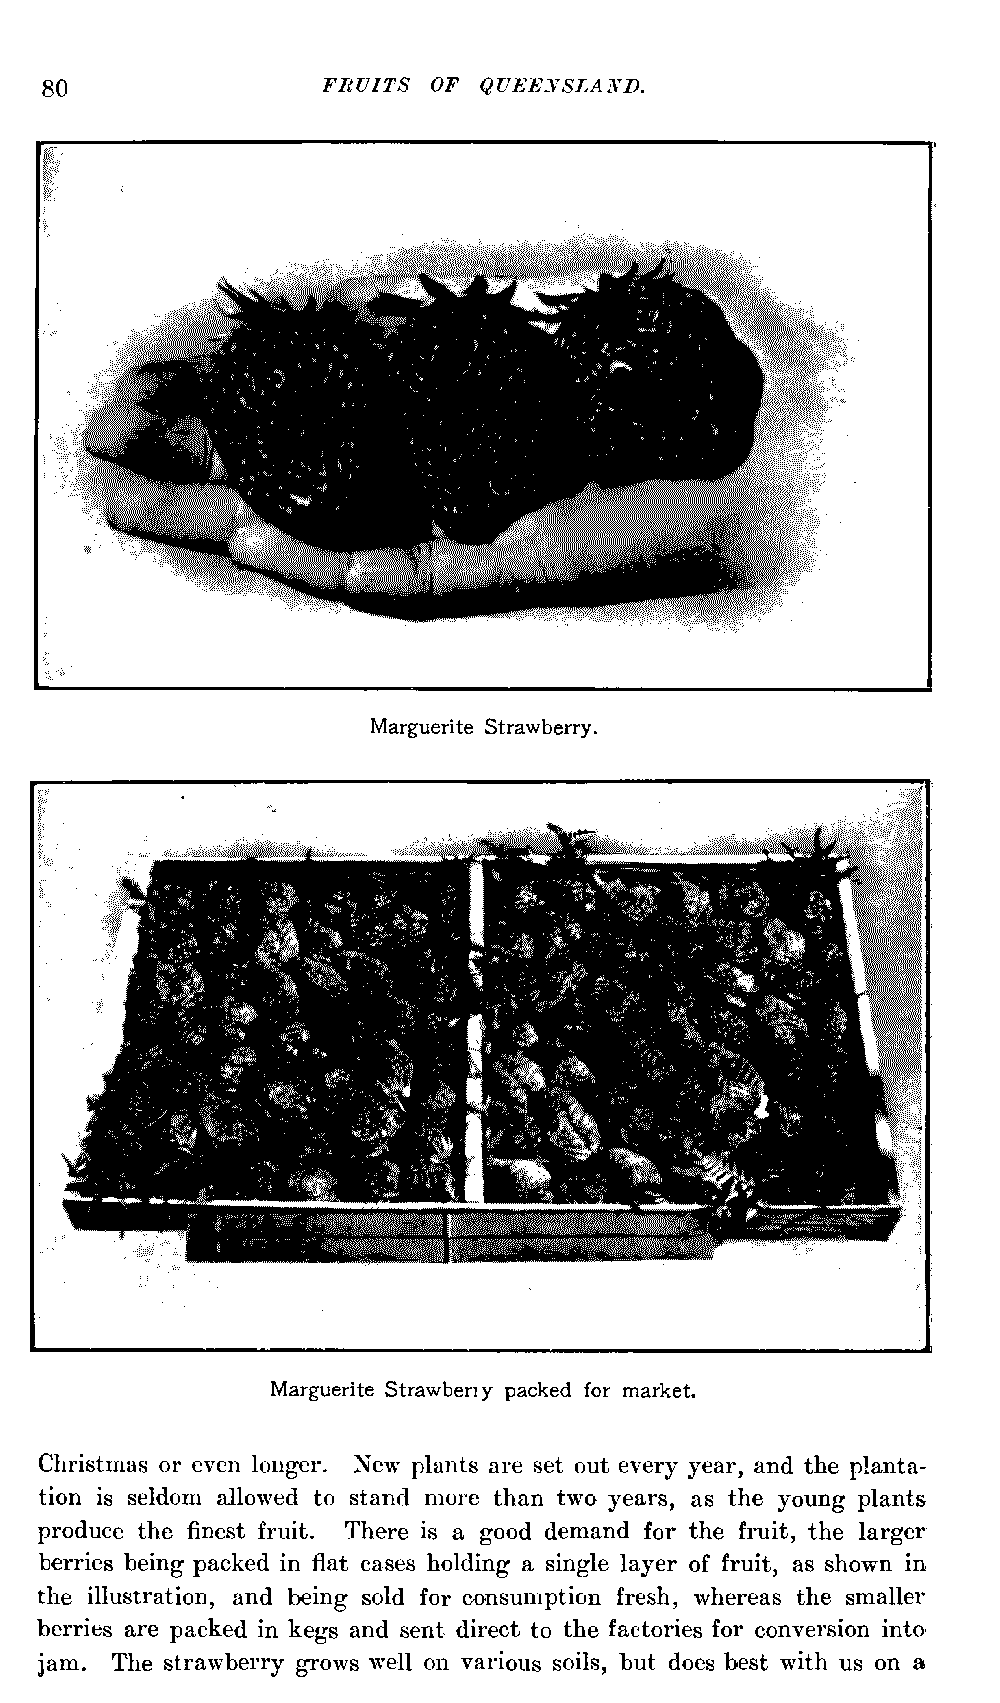 80
FRUITS OF QUEENSLAND.
Marguerite Strawberry.
Marguerite Strawberry packed for market.
Christmas or even longer. New plants are set out every year, and the planta-
tion is seldom allowed to stand more than two years, as the young plants
produce the finest fruit. There is a good demand for the fruit, the larger
berries being packed in flat cases holding a single layer of fruit, as shown in
the illustration, and being sold for consumption fresh, whereas the smaller
berries are packed in kegs and sent direct to the factories for conversion into
jam. The strawberry grows well on various soils, but does best with us on a